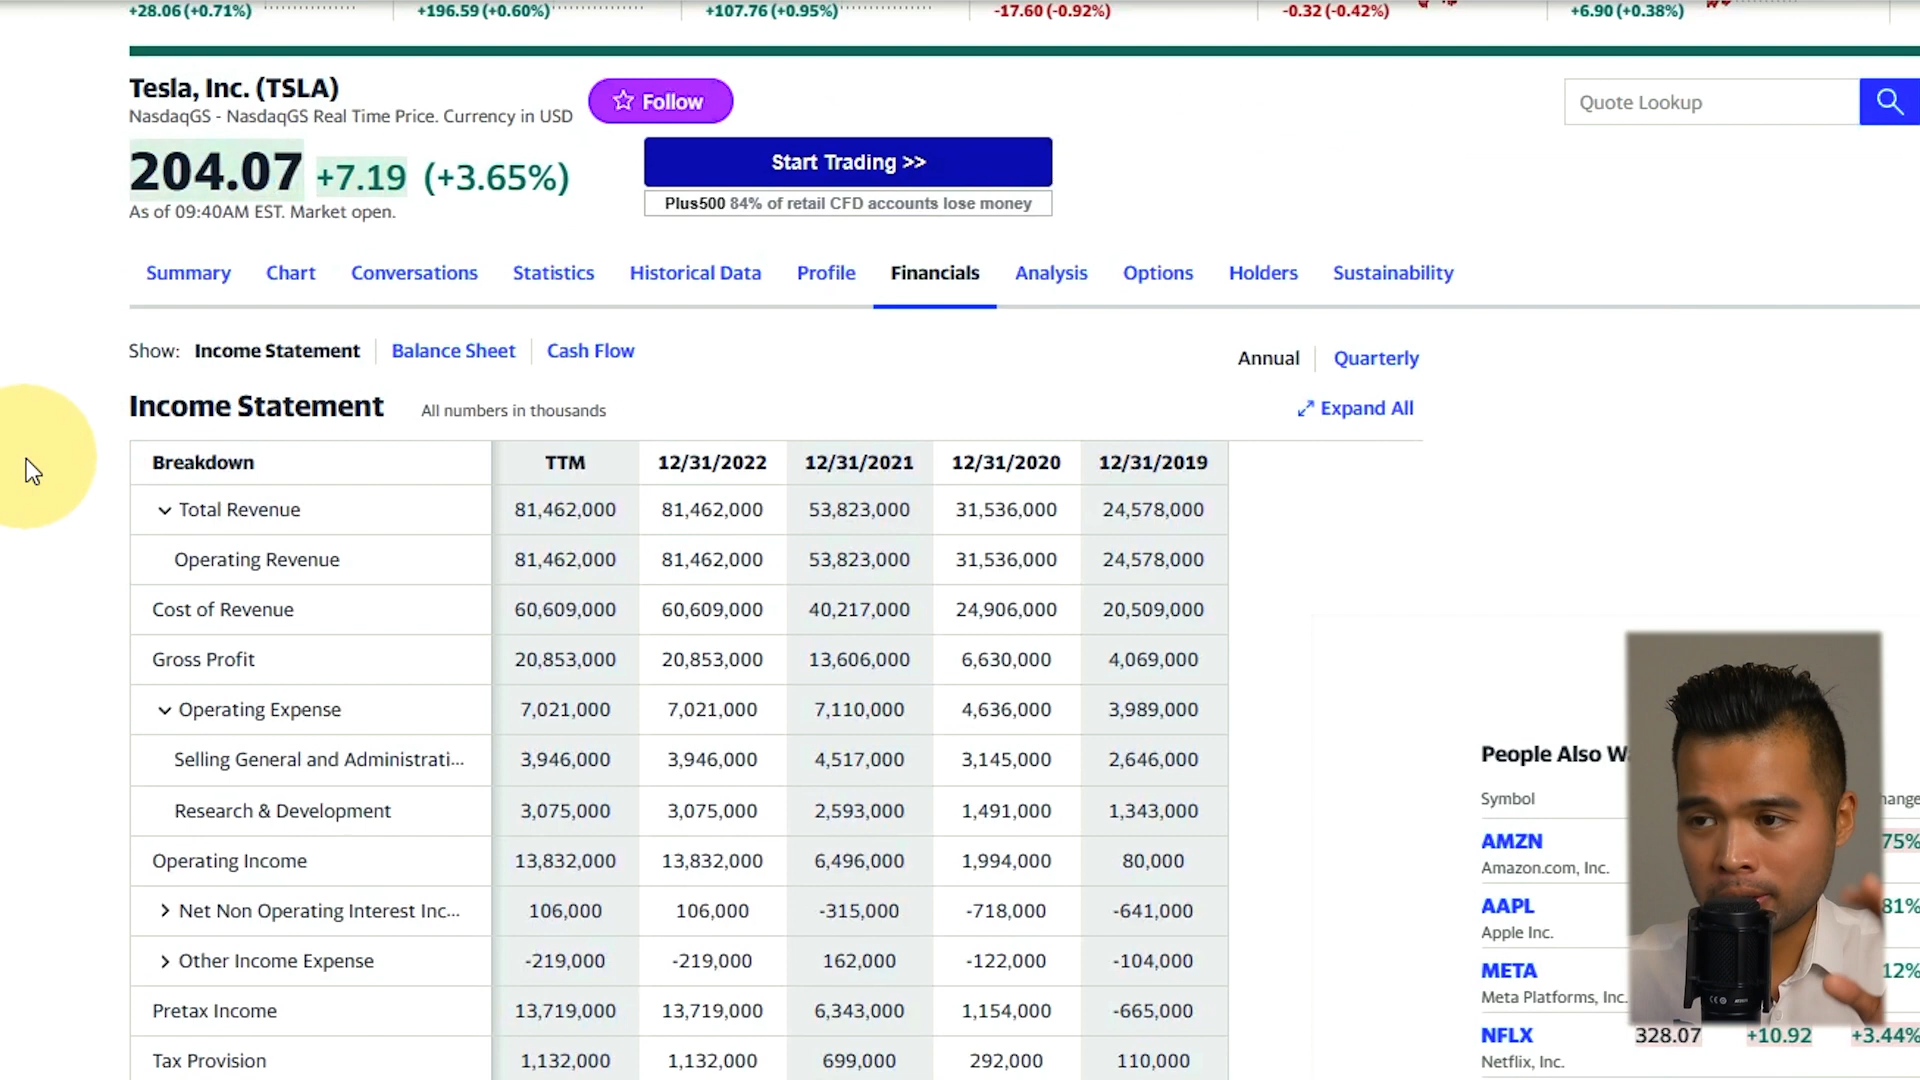 +28.06 (+0.71%) +196.59 (+0.60%) +107.76 (+0.95%) -17.60 (-0.92%) -0.32 (-0.42%) +6.90 (+0.38%)
Tesla, Inc. (TSLA)
Follow
Quote Lookup
NasdaqGS - NasdaqGS Real Time Price. Currency in USD
204.07 +7.19 (+3.65%)
As of 09:40AM EST. Market open.
Start Trading >>
Plus500 84% of retail CFD accounts lose money
Summary Chart Conversations Statistics Historical Data Profile Financials Analysis Options Holders Sustainability
Show: Income Statement Balance Sheet Cash Flow
Annual Quarterly
Income Statement All numbers in thousands
Expand All
Breakdown TTM 12/31/2022 12/31/2021 12/31/2020 12/31/2019
Total Revenue 81,462,000 81,462,000 53,823,000 31,536,000 24,578,000
Operating Revenue 81,462,000 81,462,000 53,823,000 31,536,000 24,578,000
Cost of Revenue 60,609,000 60,609,000 40,217,000 24,906,000 20,509,000
Gross Profit 20,853,000 20,853,000 13,606,000 6,630,000 4,069,000
Operating Expense 7,021,000 7,021,000 7,110,000 4,636,000 3,989,000
Selling General and Administrati... 3,946,000 3,946,000 4,517,000 3,145,000 2,646,000
Research & Development 3,075,000 3,075,000 2,593,000 1,491,000 1,343,000
Operating Income 13,832,000 13,832,000 6,496,000 1,994,000 80,000
Net Non Operating Interest Inc... 106,000 106,000 -315,000 -718,000 -641,000
Other Income Expense -219,000 -219,000 162,000 -122,000 -104,000
Pretax Income 13,719,000 13,719,000 6,343,000 1,154,000 -665,000
Tax Provision 1,132,000 1,132,000 699,000 292,000 110,000
People Also W
Symbol hange
AMZN 75%
Amazon.com, Inc.
AAPL 81%
Apple Inc.
META 12%
Meta Platforms, Inc.
NFLX 328.07 +10.92 +3.44%
Netflix, Inc.